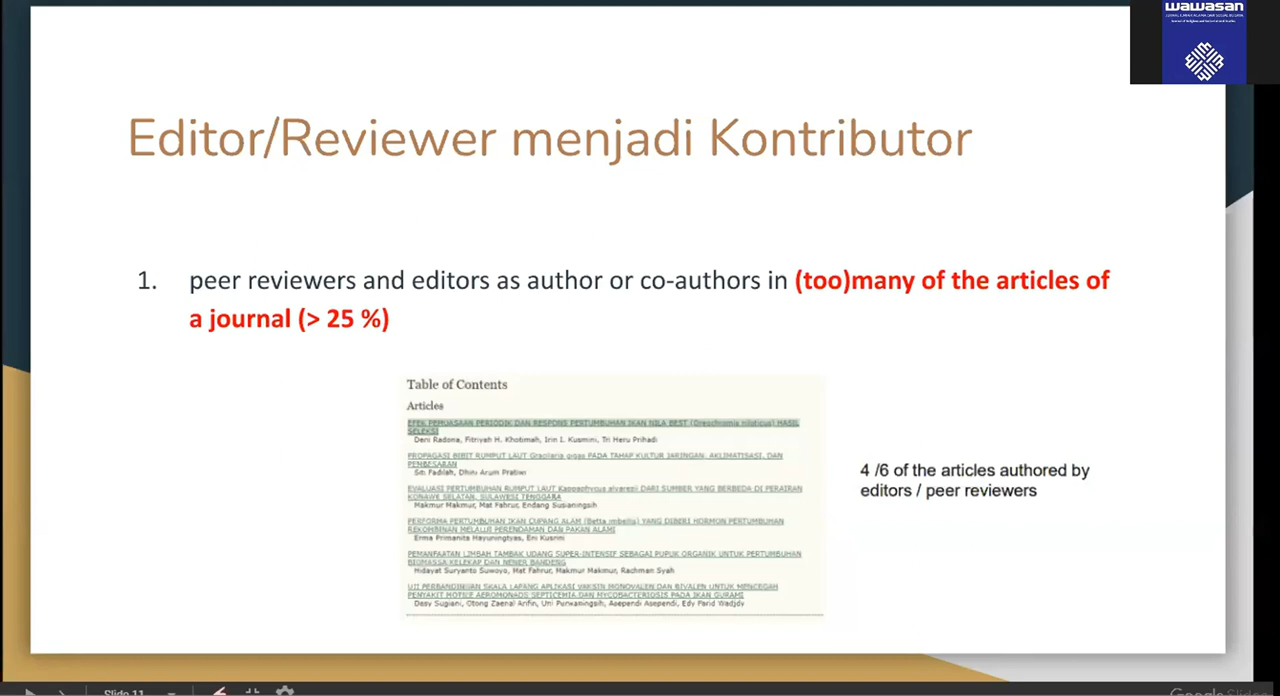 wawasan
Editor/Reviewer menjadi Kontributor
1. peer reviewers and editors as author or co-authors in (too)many of the articles of
a journal (> 25 %)
Table of Contents
Articles
EFEK PEMUASAAN PERIODIK DAN RESPONS PERTUMBUHAN IKAN NILA BEST (Oreochromis niloticus) HASIL
SELEKSI
Deni Radona, Fitriyah H. Khotimah, Irin I. Kusmini, Tri Heru Prihadi
PROPAGASI BIBIT RUMPUT LAUT Gracilaria gigas PADA TAHAP KULTUR JARINGAN, AKLIMATISASI, DAN
PEMBESARAN
Siti Fadilah, Dhini Arum Pratiwi
EVALUASI PERTUMBUHAN RUMPUT LAUT Kappaphycus alvarezii DARI SUMBER YANG BERBEDA DI PERAIRAN
KONAWE SELATAN, SULAWESI TENGGARA
Makmur Makmur, Mat Fahrur, Endang Susianingsih
PERFORMA PERTUMBUHAN IKAN CUPANG ALAM (Betta imbellis) YANG DIBERI HORMON PERTUMBUHAN
REKOMBINAN MELALUI PERENDAMAN DAN PAKAN ALAMI
Erma Primanita Hayuningtyas, Eni Kusrini
PEMANFAATAN LIMBAH TAMBAK UDANG SUPER-INTENSIF SEBAGAI PUPUK ORGANIK UNTUK PERTUMBUHAN
BIOMASSA KELEKAP DAN NENER BANDENG
Hidayat Suryanto Suwoyo, Mat Fahrur, Makmur Makmur, Rachman Syah
UJI PERBANDINGAN SKALA LAPANG APLIKASI VAKSIN MONOVALEN DAN BIVALEN UNTUK MENCEGAH
PENYAKIT MOTILE AEROMONADS SEPTICEMIA DAN MYCOBACTERIOSIS PADA IKAN GURAMI
Desy Sugiani, Otong Zaenal Arifin, Uni Purwaningsih, Asependi Asependi, Edy Farid Wadjdy
4 /6 of the articles authored by
editors / peer reviewers
Slide 11
Google Slides